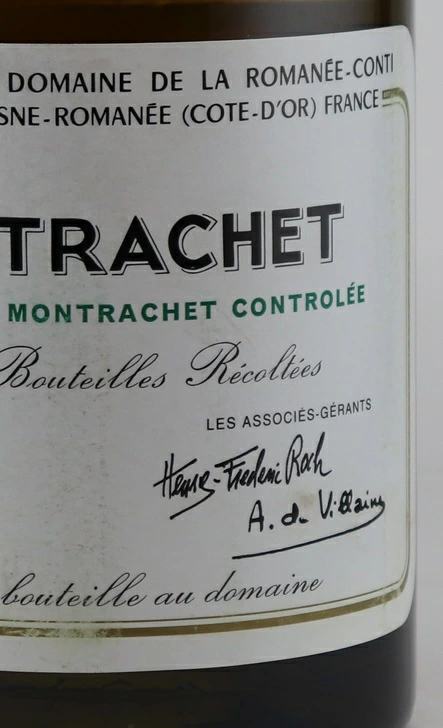 DOMAINE DE LA ROMANÉE-CONTI
SNE-ROMANÉE (COTE-D'OR) FRANCE
TRACHET
MONTRACHET CONTROLÉE
Bouteilles Récoltées
LES ASSOCIÉS-GÉRANTS
Henry-Frédéric Roch
A. de Villaine
bouteille au domaine